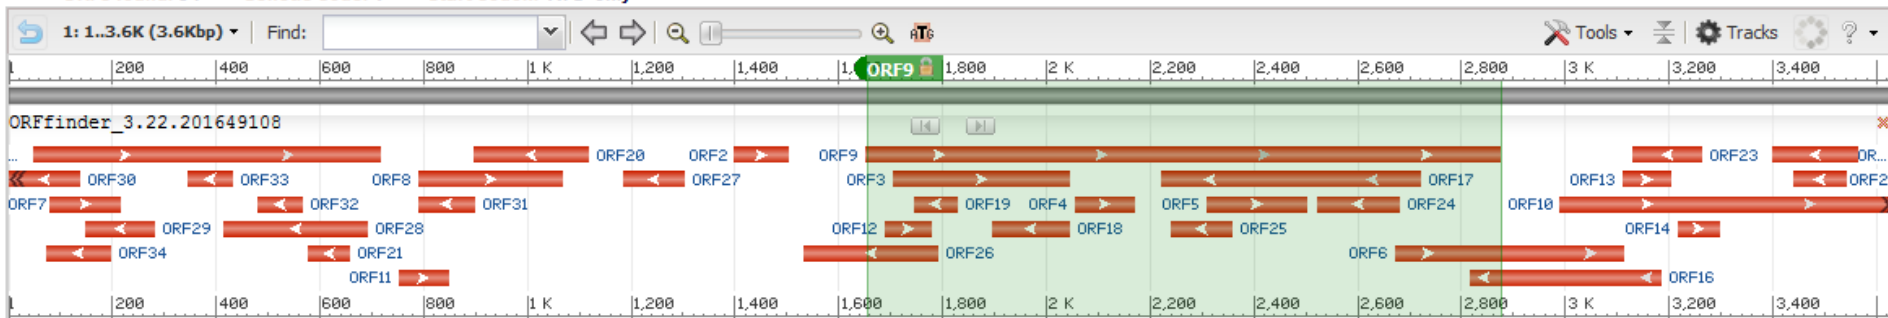 1: 1..3.6K (3.6Kbp) Find: ATG Tools Tracks ?
1 200 400 600 800 1 K 1,200 1,400 1, ORF9 1,800 2 K 2,200 2,400 2,600 2,800 3 K 3,200 3,400
ORFfinder_3.22.201649108
... ORF20 ORF2 ORF9 ORF23 OR...
ORF30 ORF33 ORF8 ORF27 ORF3 ORF17 ORF13 ORF2
ORF7 ORF32 ORF31 ORF19 ORF4 ORF5 ORF24 ORF10
ORF29 ORF28 ORF12 ORF18 ORF25 ORF14
ORF34 ORF21 ORF26 ORF6
ORF11 ORF16
1 200 400 600 800 1 K 1,200 1,400 1,600 1,800 2 K 2,200 2,400 2,600 2,800 3 K 3,200 3,400